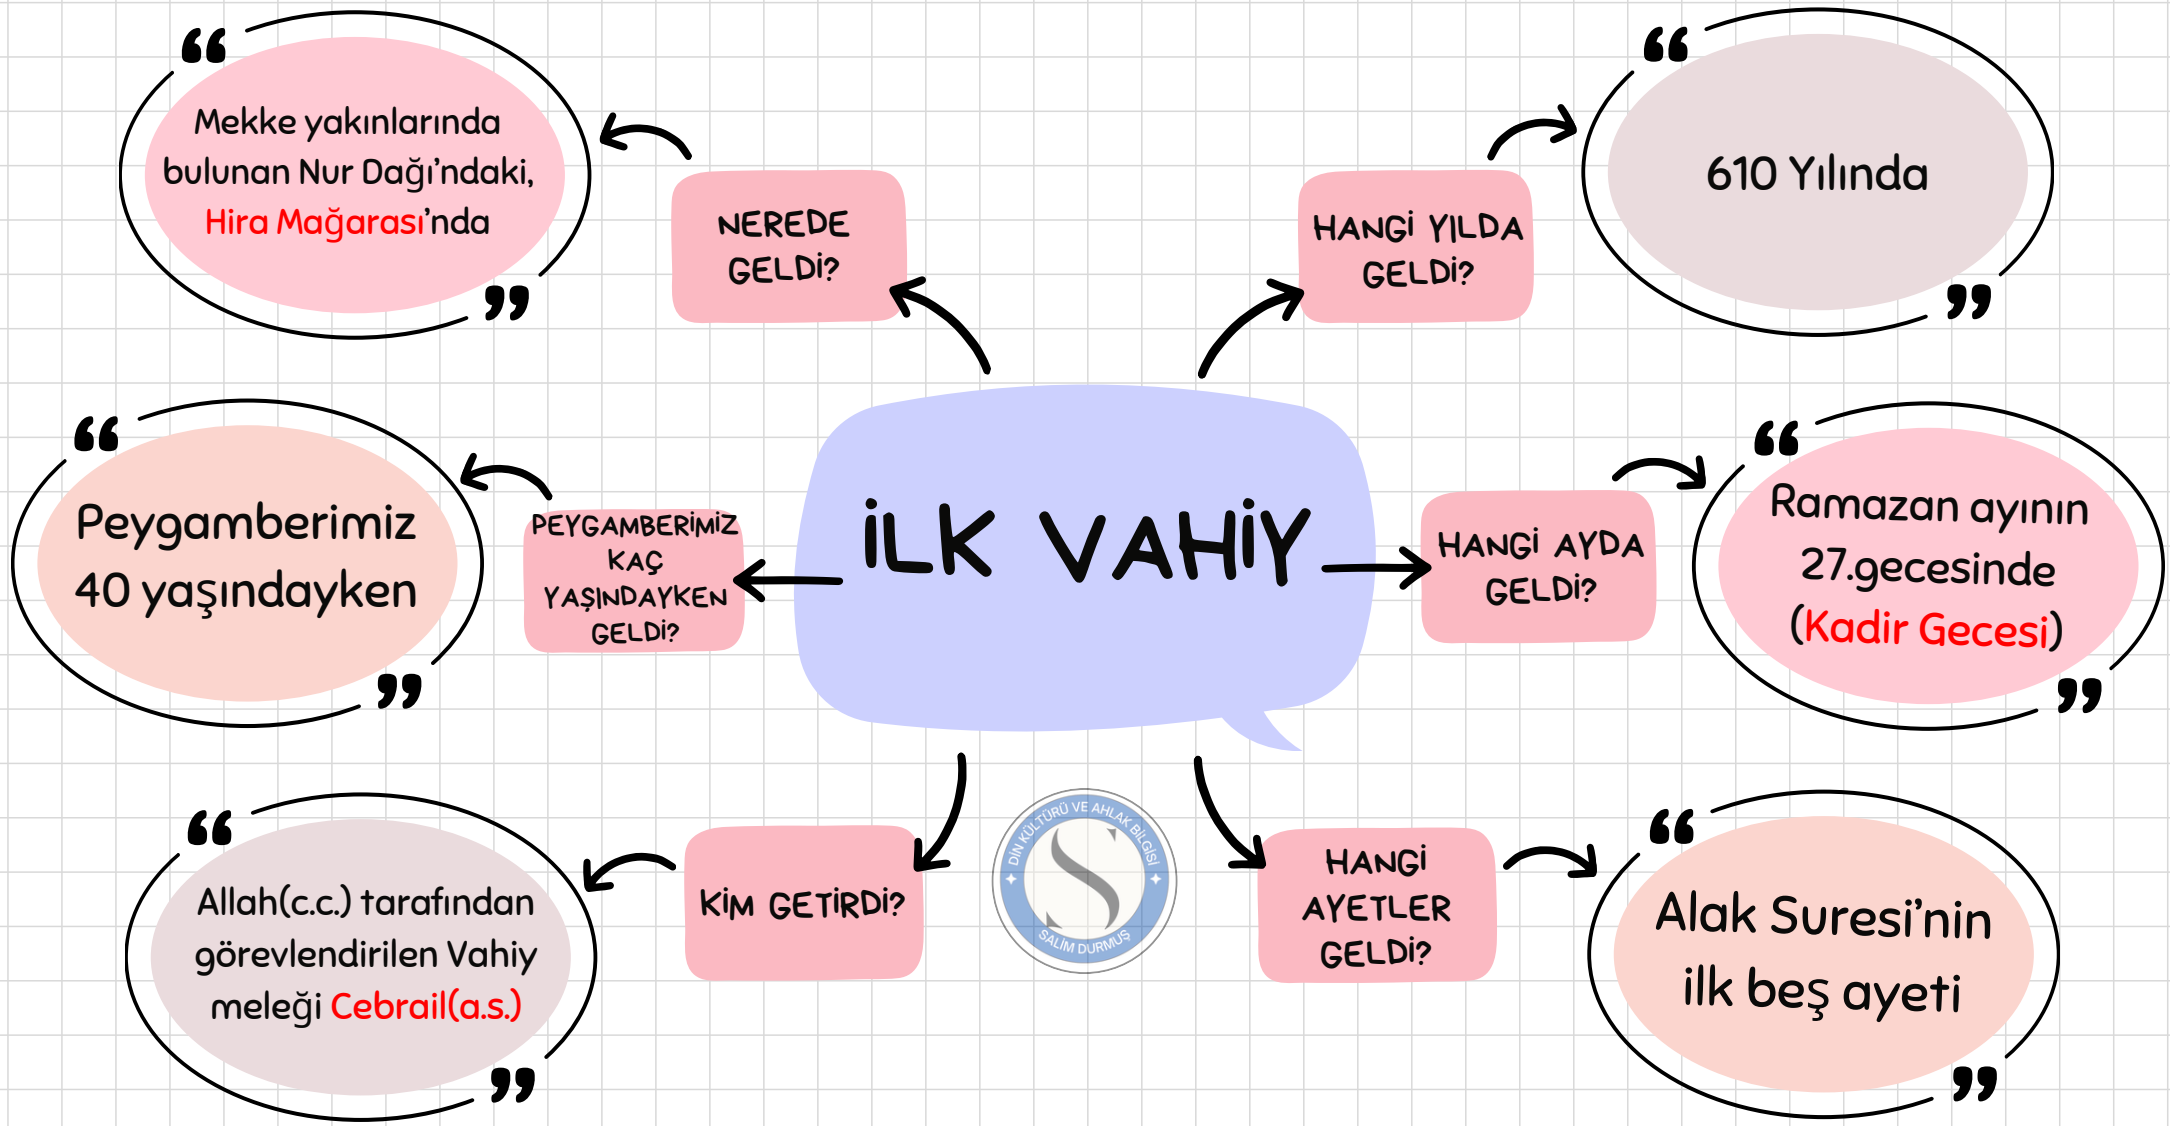 Mekke yakınlarında
bulunan Nur Dağı'ndaki,
Hira Mağarası'nda
NEREDE
GELDİ?
HANGİ YILDA
GELDİ?
610 Yılında
Peygamberimiz
40 yaşındayken
PEYGAMBERİMİZ
KAÇ
YAŞINDAYKEN
GELDİ?
İLK VAHİY
HANGİ AYDA
GELDİ?
Ramazan ayının
27.gecesinde
(Kadir Gecesi)
Allah(c.c.) tarafından
görevlendirilen Vahiy
meleği Cebrail(a.s.)
KİM GETİRDİ?
DİN KÜLTÜRÜ VE AHLAK BİLGİSİ
S
SALİM DURMUŞ
HANGİ
AYETLER
GELDİ?
Alak Suresi'nin
ilk beş ayeti